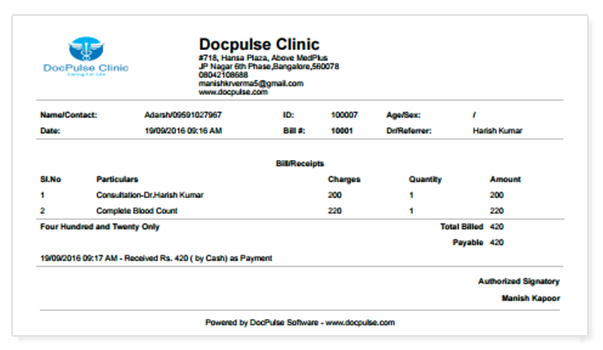 DocPulse Clinic
Docpulse Clinic
#718, Hansa Plaza, Above MedPlus
JP Nagar 6th Phase,Bangalore,560078
08042108688
manishkrverma5@gmail.com
www.docpulse.com
Name/Contact: Adarsh/09591027967 ID: 100007 Age/Sex: /
Date: 19/09/2016 09:16 AM Bill #: 10001 Dr/Referrer: Harish Kumar
Bill/Receipts
Sl.No Particulars Charges Quantity Amount
1 Consultation-Dr.Harish Kumar 200 1 200
2 Complete Blood Count 220 1 220
Four Hundred and Twenty Only Total Billed 420
Payable 420
19/09/2016 09:17 AM - Received Rs. 420 ( by Cash) as Payment
Authorized Signatory
Manish Kapoor
Powered by DocPulse Software - www.docpulse.com